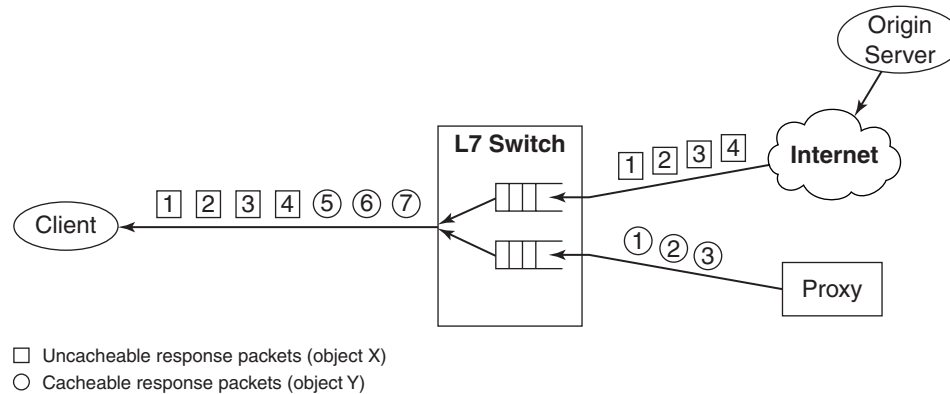 Origin
Server
L7 Switch
Internet
1 2 3 4
1 2 3 4 5 6 7
Client
1 2 3
Proxy
Uncacheable response packets (object X)
Cacheable response packets (object Y)